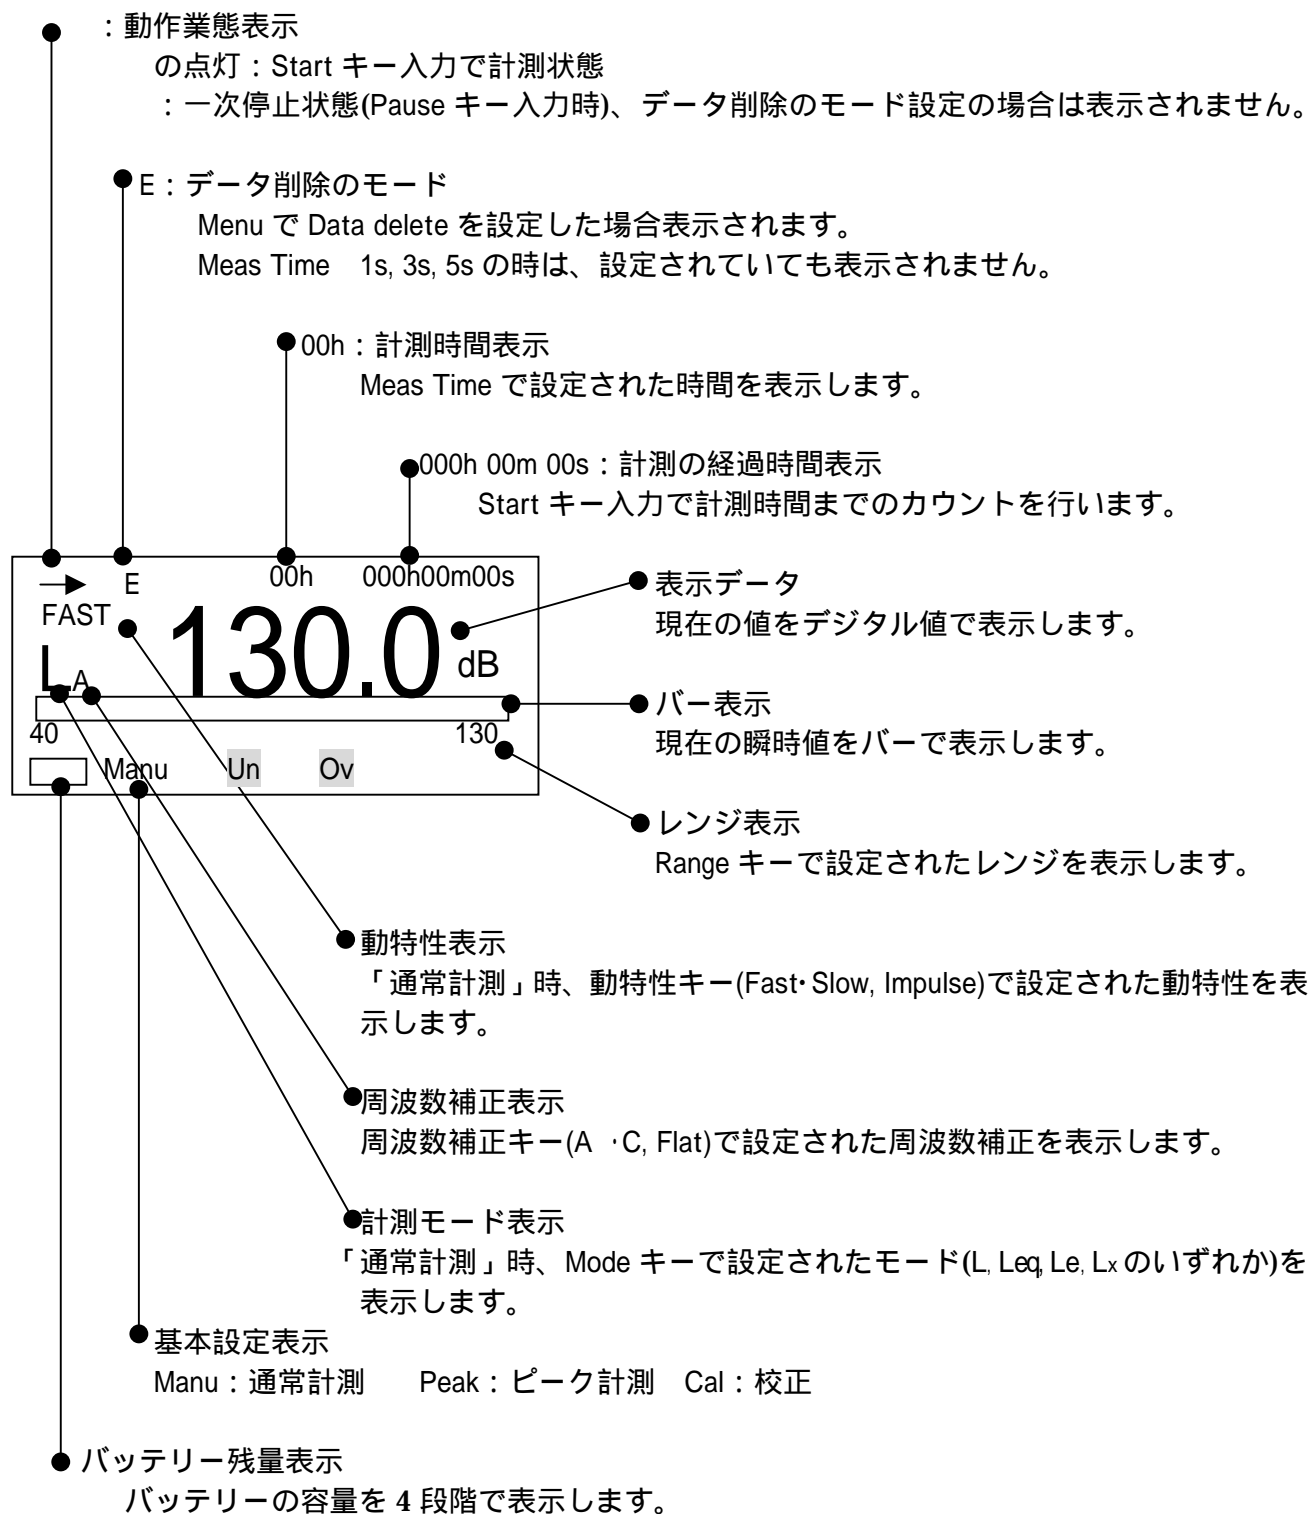 ：動作業態表示
の点灯：Start キー入力で計測状態
：一次停止状態(Pause キー入力時)、データ削除のモード設定の場合は表示されません。
E：データ削除のモード
Menu で Data delete を設定した場合表示されます。
Meas Time　1s, 3s, 5s の時は、設定されていても表示されません。
00h：計測時間表示
Meas Time で設定された時間を表示します。
000h 00m 00s：計測の経過時間表示
Start キー入力で計測時間までのカウントを行います。
E 00h 000h00m00s
FAST 130.0 dB
L A
40 130
Manu Un Ov
表示データ
現在の値をデジタル値で表示します。
バー表示
現在の瞬時値をバーで表示します。
レンジ表示
Range キーで設定されたレンジを表示します。
動特性表示
「通常計測」時、動特性キー(Fast･Slow, Impulse)で設定された動特性を表
示します。
周波数補正表示
周波数補正キー(A ･C, Flat)で設定された周波数補正を表示します。
計測モード表示
「通常計測」時、Mode キーで設定されたモード(L, Leq, Le, Lx のいずれか)を
表示します。
基本設定表示
Manu：通常計測　Peak：ピーク計測　Cal：校正
バッテリー残量表示
バッテリーの容量を 4 段階で表示します。